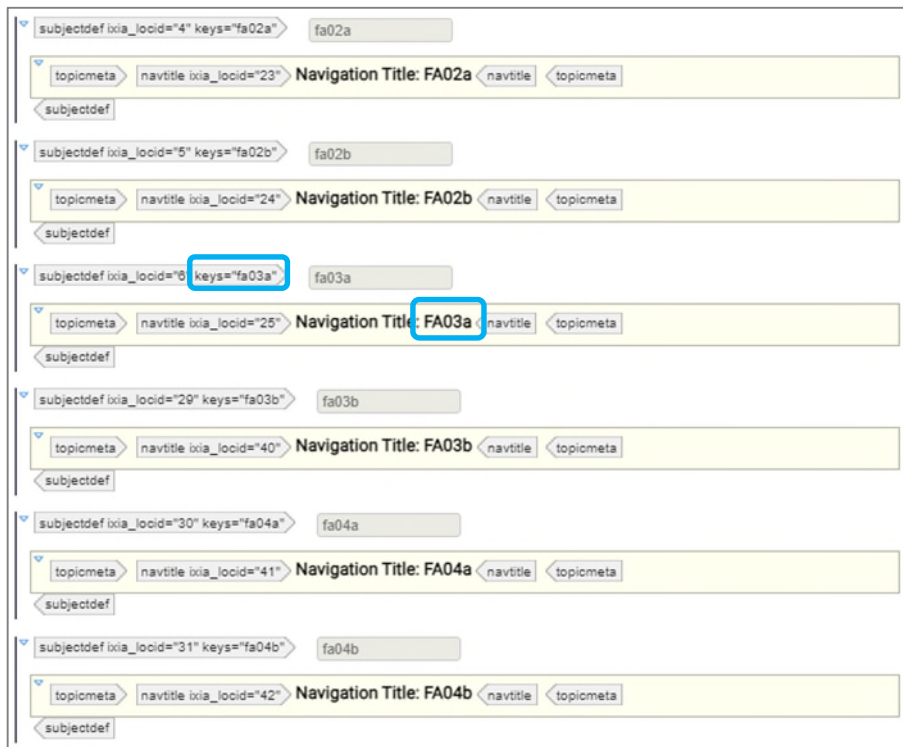 subjectdef ixia_locid="4" keys="fa02a" fa02a
topicmeta navtitle ixia_locid="23" Navigation Title: FA02a navtitle topicmeta
subjectdef
subjectdef ixia_locid="5" keys="fa02b" fa02b
topicmeta navtitle ixia_locid="24" Navigation Title: FA02b navtitle topicmeta
subjectdef
subjectdef ixia_locid="6" keys="fa03a" fa03a
topicmeta navtitle ixia_locid="25" Navigation Title: FA03a navtitle topicmeta
subjectdef
subjectdef ixia_locid="29" keys="fa03b" fa03b
topicmeta navtitle ixia_locid="40" Navigation Title: FA03b navtitle topicmeta
subjectdef
subjectdef ixia_locid="30" keys="fa04a" fa04a
topicmeta navtitle ixia_locid="41" Navigation Title: FA04a navtitle topicmeta
subjectdef
subjectdef ixia_locid="31" keys="fa04b" fa04b
topicmeta navtitle ixia_locid="42" Navigation Title: FA04b navtitle topicmeta
subjectdef